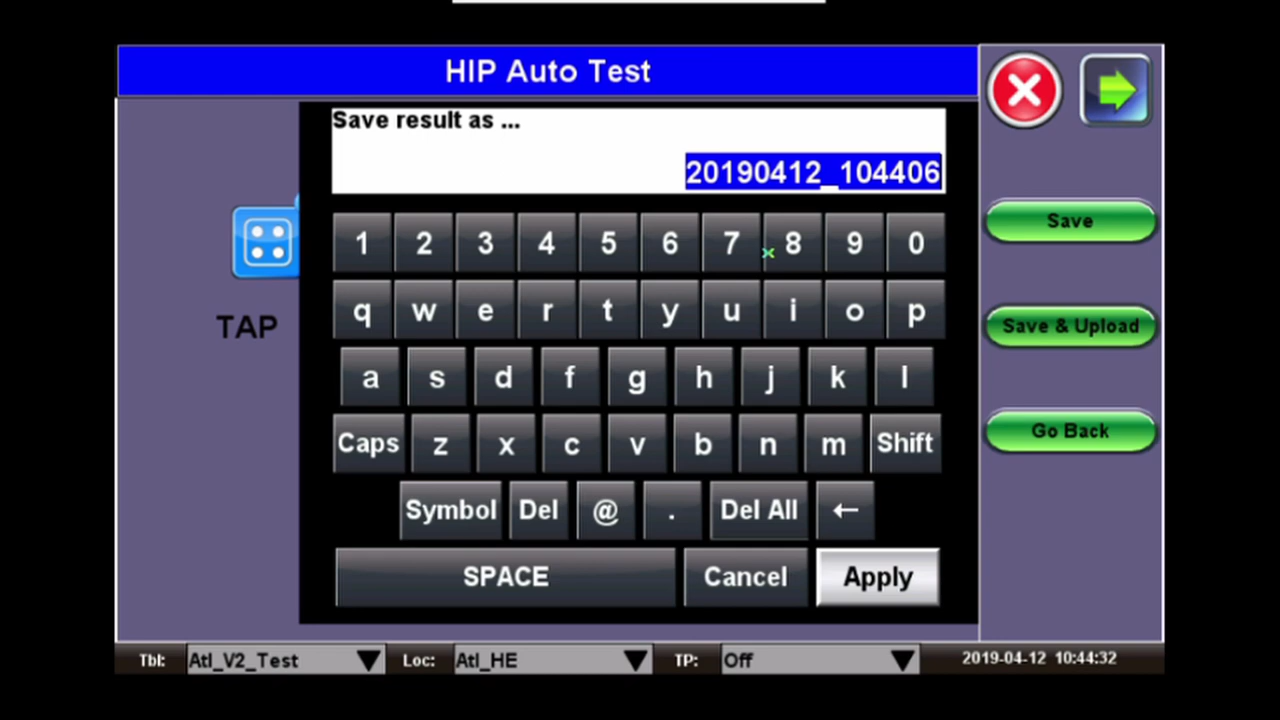 HIP Auto Test
Save result as ...
20190412_104406
1 2 3 4 5 6 7 8 9 0
q w e r t y u i o p
a s d f g h j k l
Caps z x c v b n m Shift
Symbol Del @ . Del All ←
SPACE Cancel Apply
TAP
Save
Save & Upload
Go Back
Tbl: Atl_V2_Test Loc: Atl_HE TP: Off 2019-04-12 10:44:32